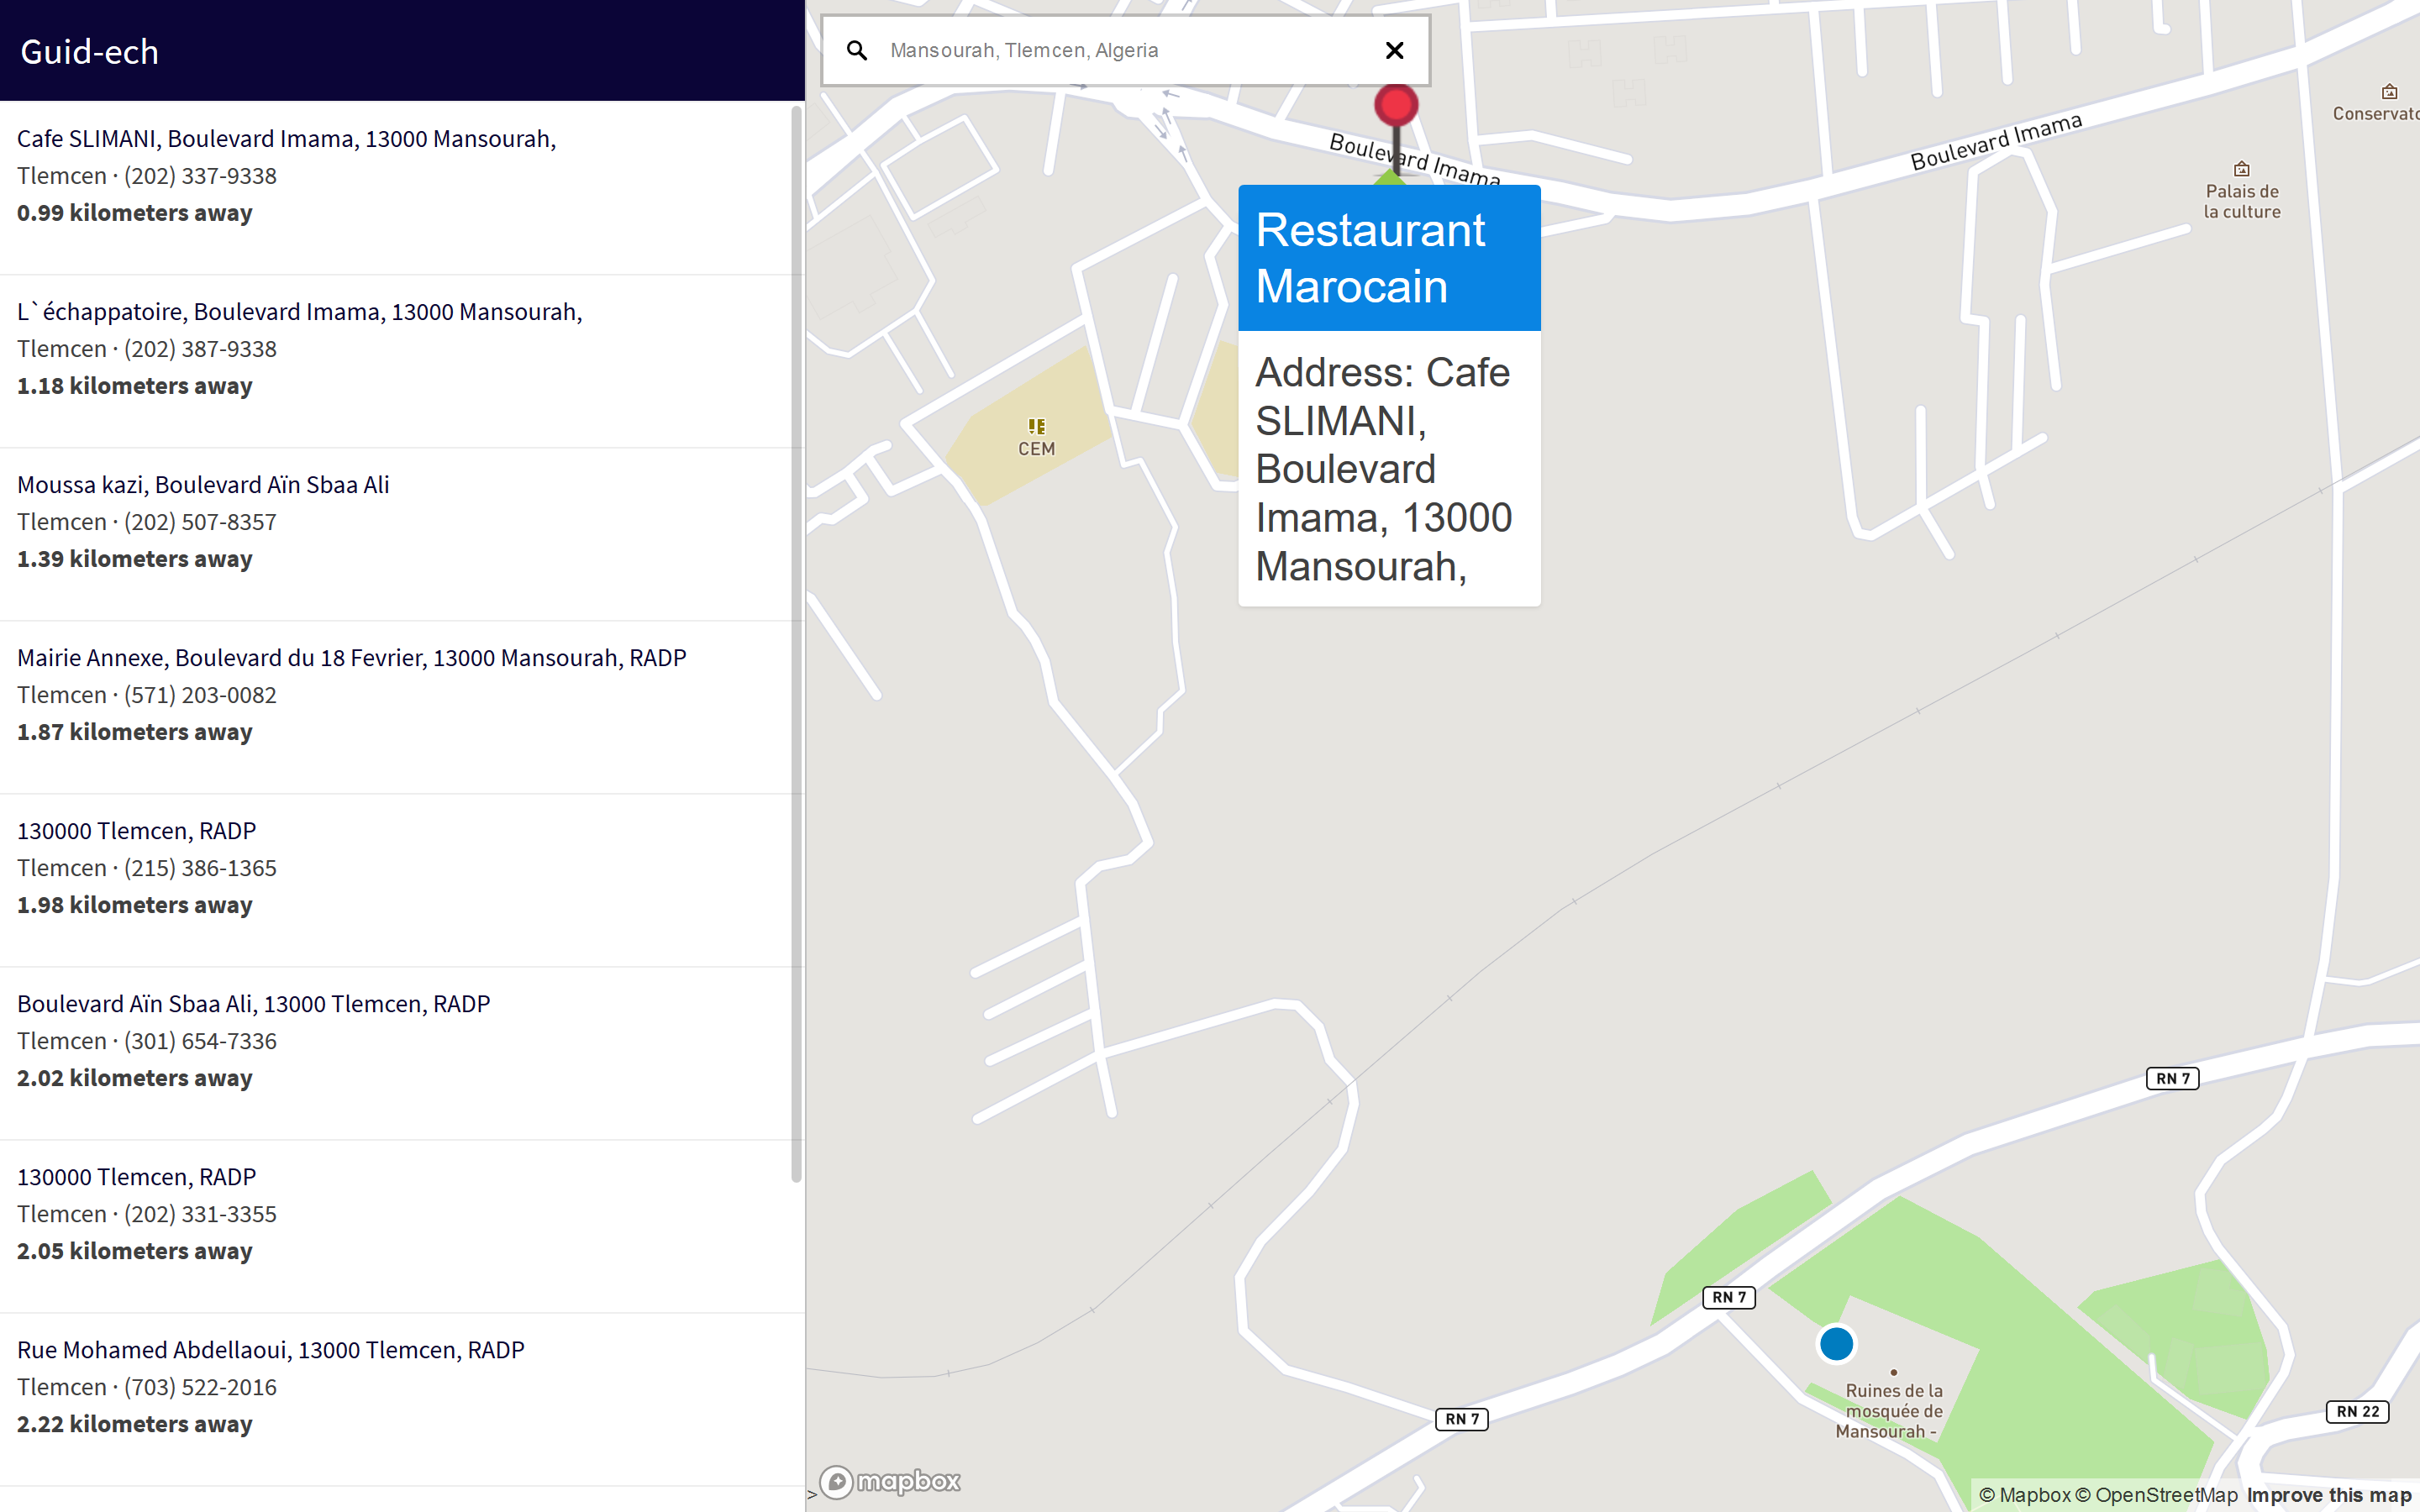 Guid-ech
Cafe SLIMANI, Boulevard Imama, 13000 Mansourah,
Tlemcen · (202) 337-9338
0.99 kilometers away
L`échappatoire, Boulevard Imama, 13000 Mansourah,
Tlemcen · (202) 387-9338
1.18 kilometers away
Moussa kazi, Boulevard Aïn Sbaa Ali
Tlemcen · (202) 507-8357
1.39 kilometers away
Mairie Annexe, Boulevard du 18 Fevrier, 13000 Mansourah, RADP
Tlemcen · (571) 203-0082
1.87 kilometers away
130000 Tlemcen, RADP
Tlemcen · (215) 386-1365
1.98 kilometers away
Boulevard Aïn Sbaa Ali, 13000 Tlemcen, RADP
Tlemcen · (301) 654-7336
2.02 kilometers away
130000 Tlemcen, RADP
Tlemcen · (202) 331-3355
2.05 kilometers away
Rue Mohamed Abdellaoui, 13000 Tlemcen, RADP
Tlemcen · (703) 522-2016
2.22 kilometers away
Mansourah, Tlemcen, Algeria
Boulevard Imama
Boulevard Imama
Conservato
Palais de
la culture
Restaurant
Marocain
Address: Cafe
SLIMANI,
Boulevard
Imama, 13000
Mansourah,
CEM
RN 7
RN 7
RN 7
RN 22
Ruines de la
mosquée de
Mansourah -
> mapbox
© Mapbox © OpenStreetMap Improve this map